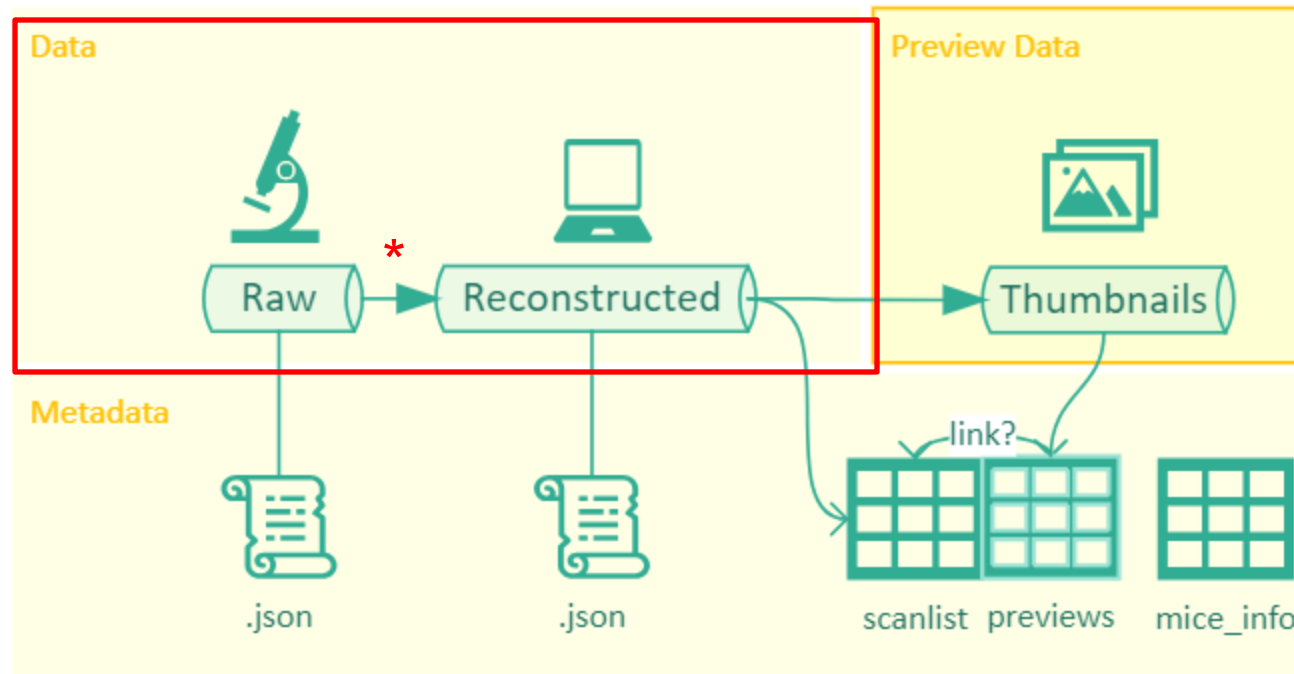 Data
Preview Data
*
Raw
Reconstructed
Thumbnails
Metadata
link?
.json
.json
scanlist
previews
mice_info